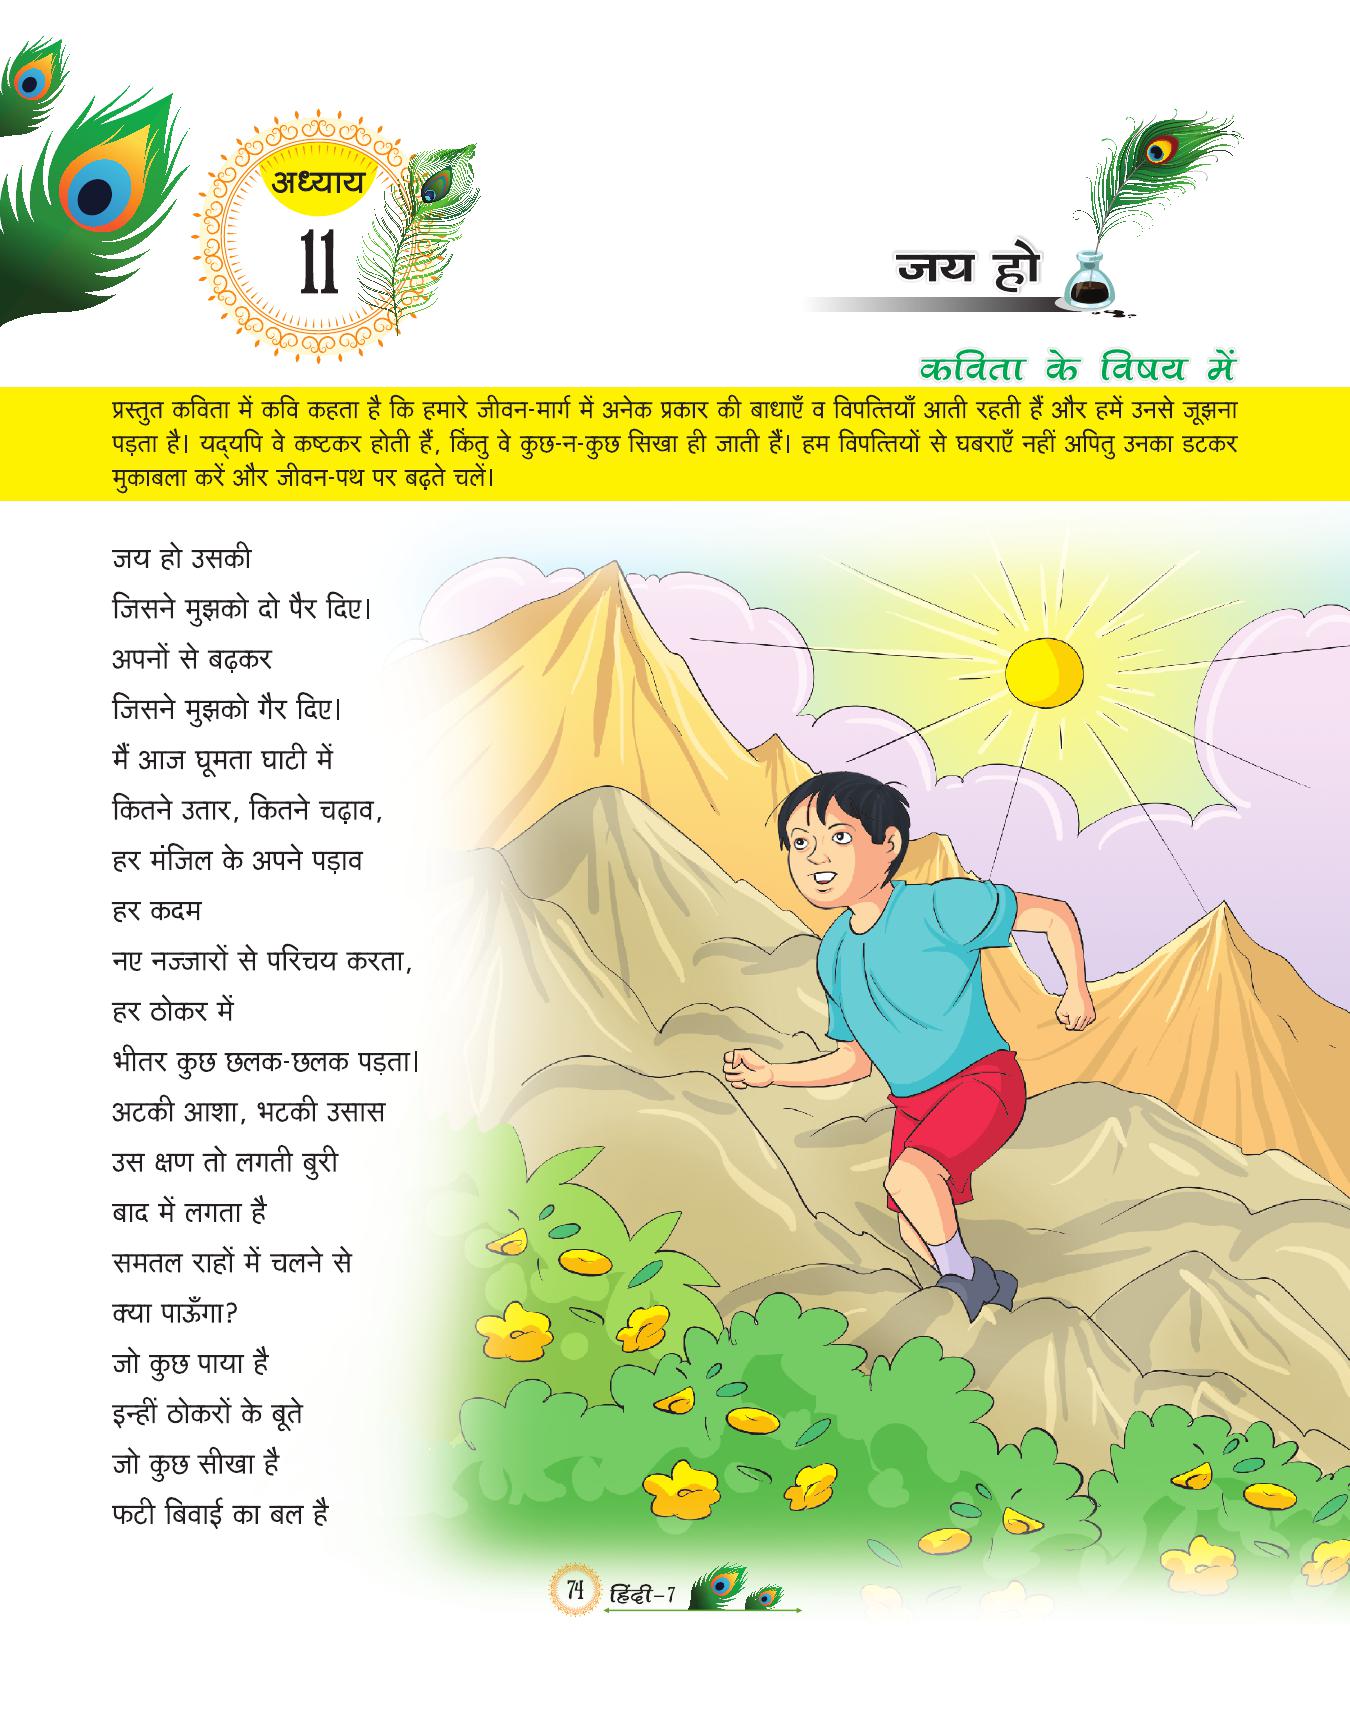 अध्याय
11
जय हो
कविता के विषय में
प्रस्तुत कविता में कवि कहता है कि हमारे जीवन-मार्ग में अनेक प्रकार की बाधाएँ व विपत्तियाँ आती रहती हैं और हमें उनसे जूझना
पड़ता है। यद्यपि वे कष्टकर होती हैं, किंतु वे कुछ-न-कुछ सिखा ही जाती हैं। हम विपत्तियों से घबराएँ नहीं अपितु उनका डटकर
मुकाबला करें और जीवन-पथ पर बढ़ते चलें।
जय हो उसकी
जिसने मुझको दो पैर दिए।
अपनों से बढ़कर
जिसने मुझको गैर दिए।
मैं आज घूमता घाटी में
कितने उतार, कितने चढ़ाव,
हर मंजिल के अपने पड़ाव
हर कदम
नए नज्जारों से परिचय करता,
हर ठोकर में
भीतर कुछ छलक-छलक पड़ता।
अटकी आशा, भटकी उसास
उस क्षण तो लगती बुरी
बाद में लगता है
समतल राहों में चलने से
क्या पाऊँगा?
जो कुछ पाया है
इन्हीं ठोकरों के बूते
जो कुछ सीखा है
फटी बिवाई का बल है
74 हिंदी–7